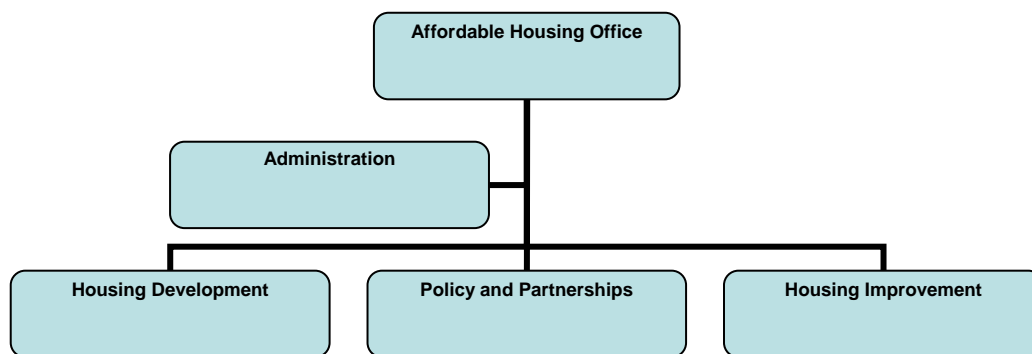 Affordable Housing Office
Administration
Housing Development
Policy and Partnerships
Housing Improvement